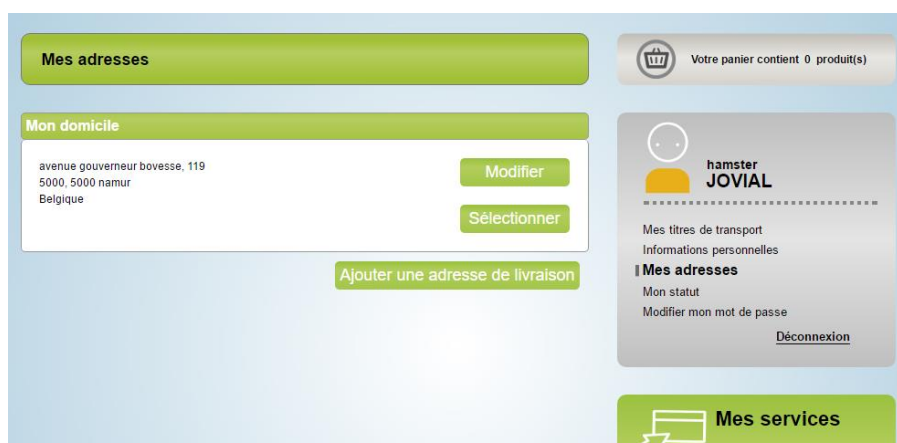 Mes adresses
Votre panier contient 0 produit(s)
Mon domicile
avenue gouverneur bovesse, 119
5000, 5000 namur
Belgique
Modifier
Sélectionner
Ajouter une adresse de livraison
hamster
JOVIAL
Mes titres de transport
Informations personnelles
Mes adresses
Mon statut
Modifier mon mot de passe
Déconnexion
Mes services